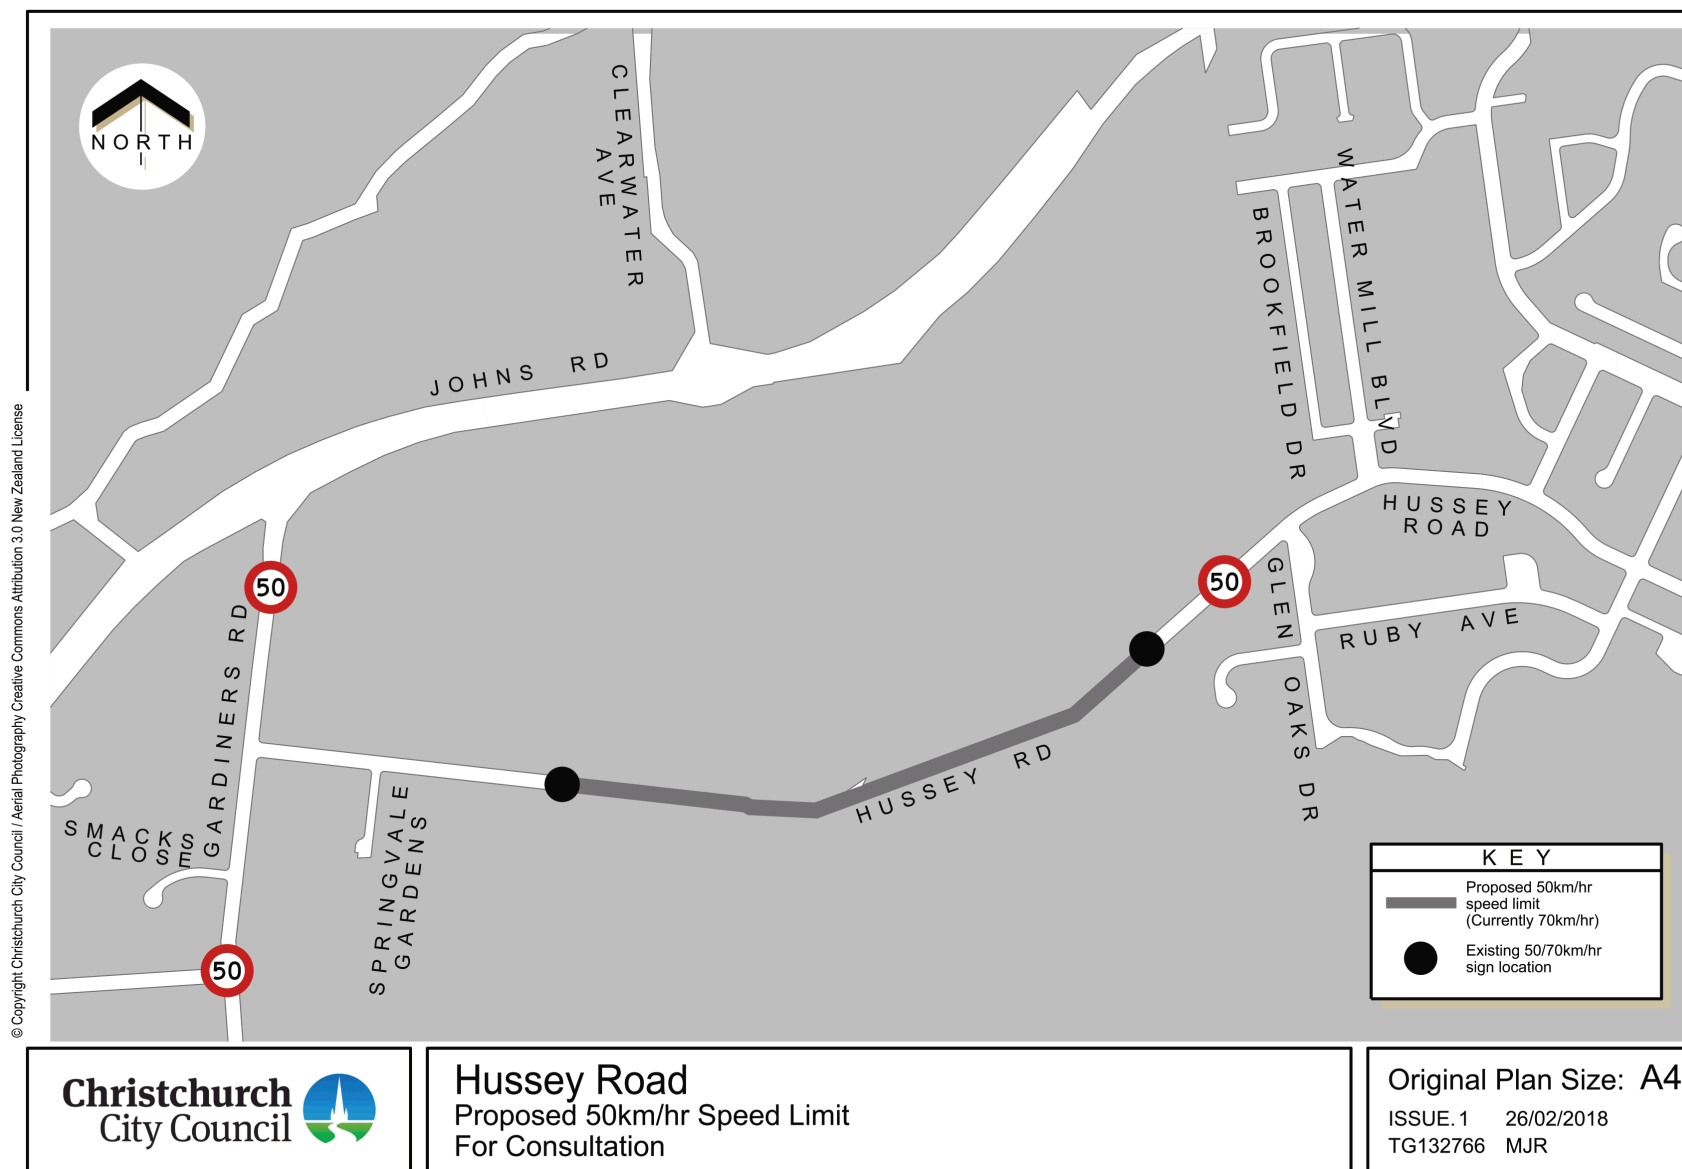 NORTH
CLEARWATER
AVE
JOHNS RD
WATER MILL BLVD
BROOKFIELD DR
HUSSEY
ROAD
50
50
GARDINERS RD
GLEN OAKS DR
RUBY AVE
HUSSEY RD
SMACKS
CLOSE
SPRINGVALE
GARDENS
50
KEY
Proposed 50km/hr
speed limit
(Currently 70km/hr)
Existing 50/70km/hr
sign location
© Copyright Christchurch City Council / Aerial Photography Creative Commons Attribution 3.0 New Zealand License
Christchurch
City Council
Hussey Road
Proposed 50km/hr Speed Limit
For Consultation
Original Plan Size: A4
ISSUE. 1 26/02/2018
TG132766 MJR